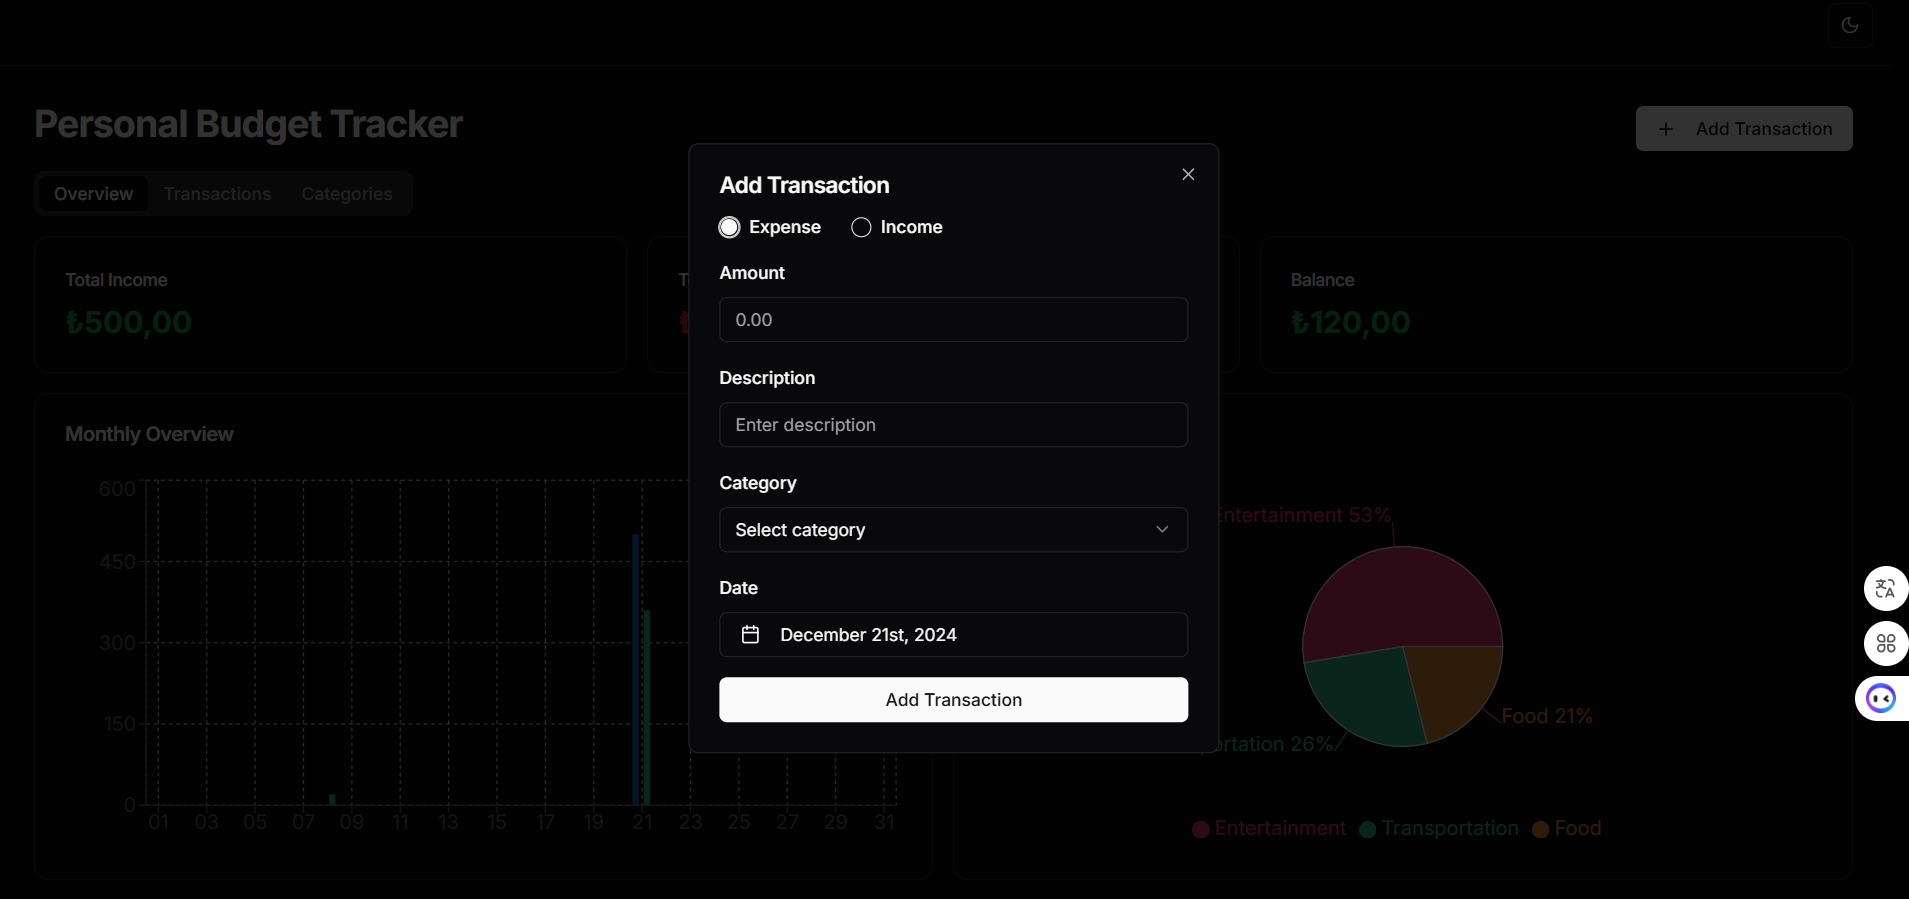 Personal Budget Tracker
Add Transaction
Overview Transactions Categories
Total Income
₺500,00
Balance
₺120,00
Monthly Overview
600
450
300
150
0
01 03 05 07 09 11 13 15 17 19 21 23 25 27 29 31
Add Transaction
Expense Income
Amount
0.00
Description
Enter description
Category
Select category
Date
December 21st, 2024
Add Transaction
Entertainment 53%
Food 21%
ortation 26%
Entertainment Transportation Food